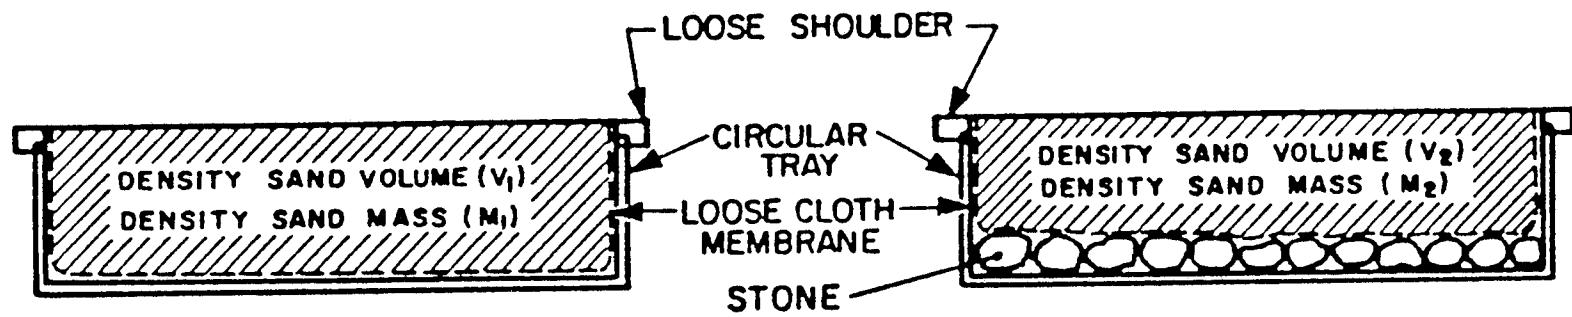 LOOSE SHOULDER
CIRCULAR
TRAY
DENSITY SAND VOLUME (V1)
DENSITY SAND MASS (M1)
DENSITY SAND VOLUME (V2)
DENSITY SAND MASS (M2)
LOOSE CLOTH
MEMBRANE
STONE